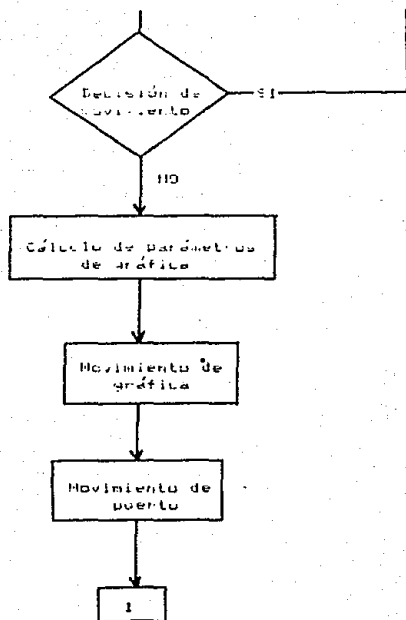 Decisión de
movimiento
SI
NO
Cálculo de parámetros
de gráfica
Movimiento de
gráfica
Movimiento de
puerto
1